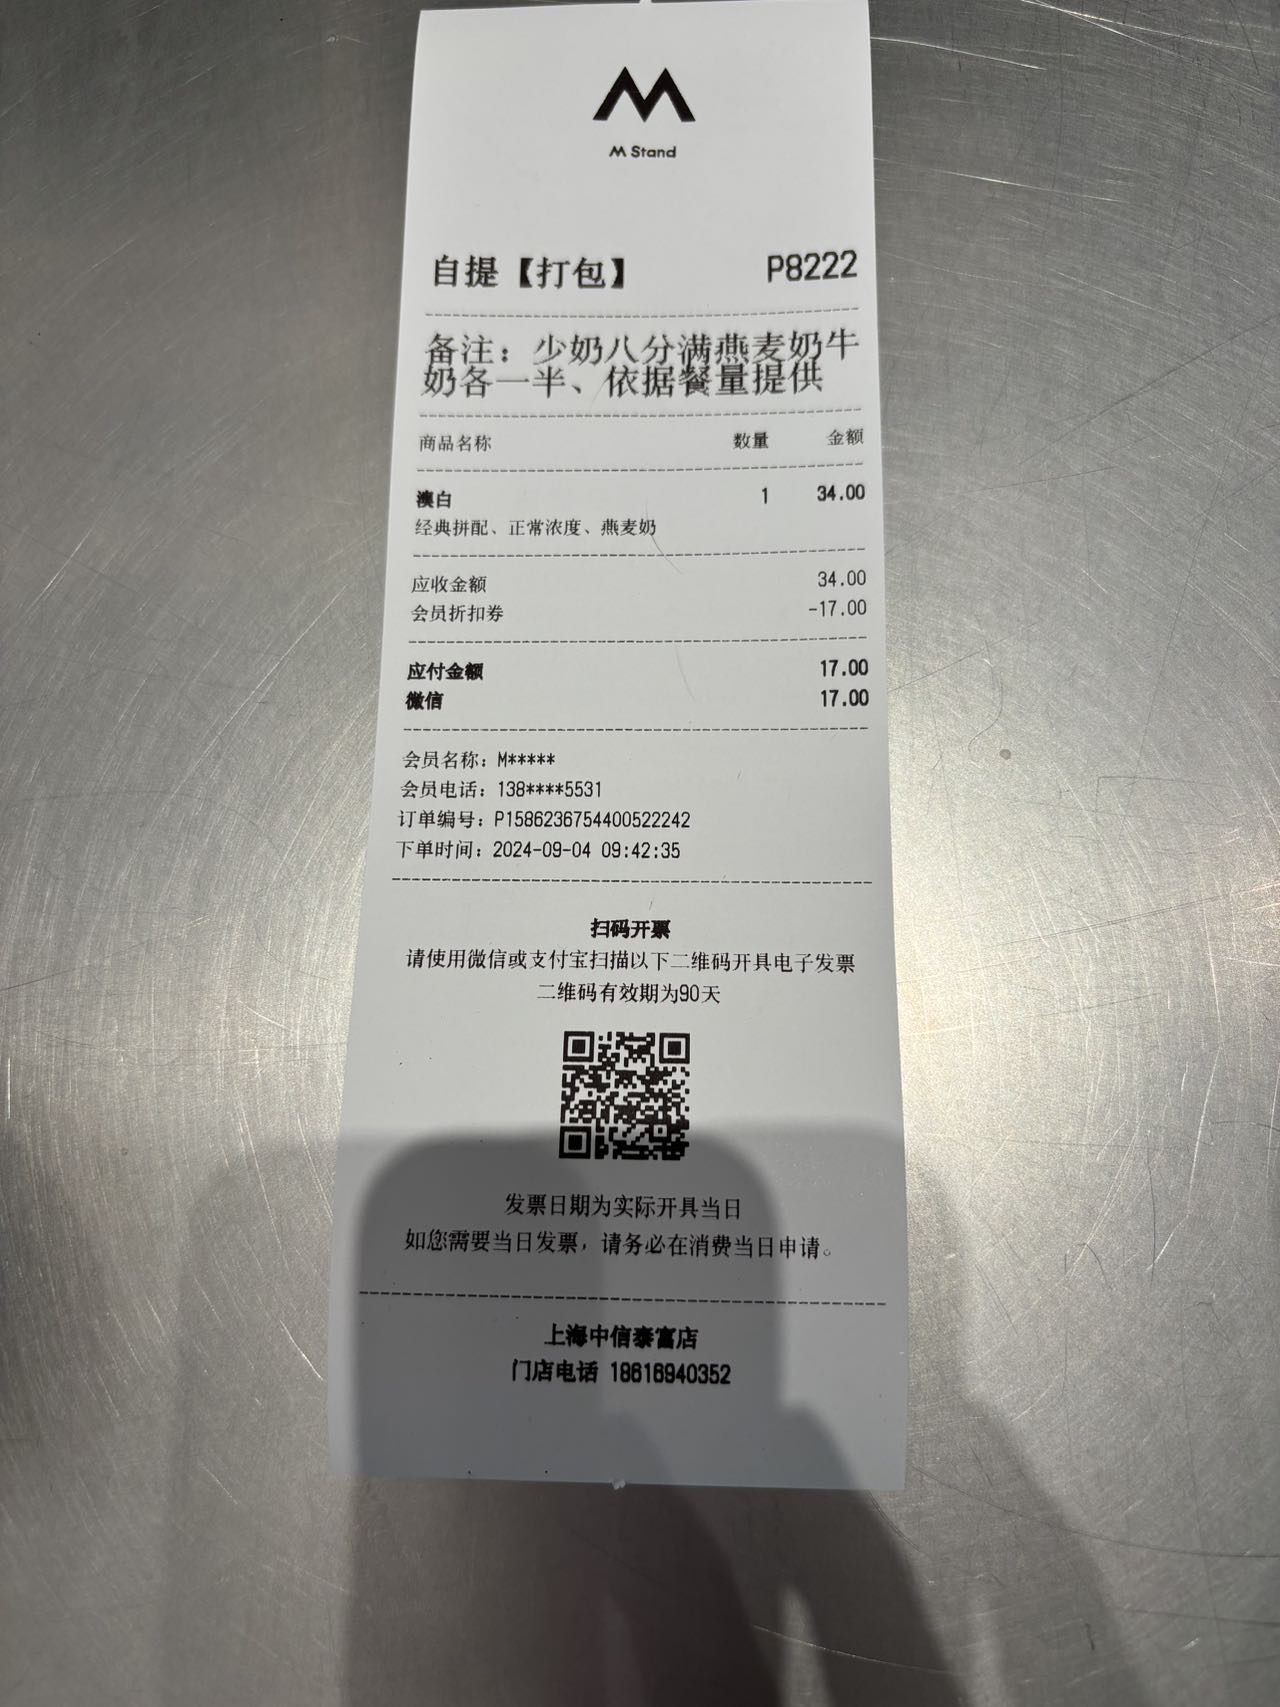 M Stand
自提【打包】 P8222
备注：少奶八分满燕麦奶牛
奶各一半、依据餐量提供
商品名称 数量 金额
澳白 1 34.00
经典拼配、正常浓度、燕麦奶
应收金额 34.00
会员折扣券 -17.00
应付金额 17.00
微信 17.00
会员名称：M*****
会员电话：138****5531
订单编号：P1586236754400522242
下单时间：2024-09-04 09:42:35
扫码开票
请使用微信或支付宝扫描以下二维码开具电子发票
二维码有效期为90天
发票日期为实际开具当日
如您需要当日发票，请务必在消费当日申请。
上海中信泰富店
门店电话 18616940352